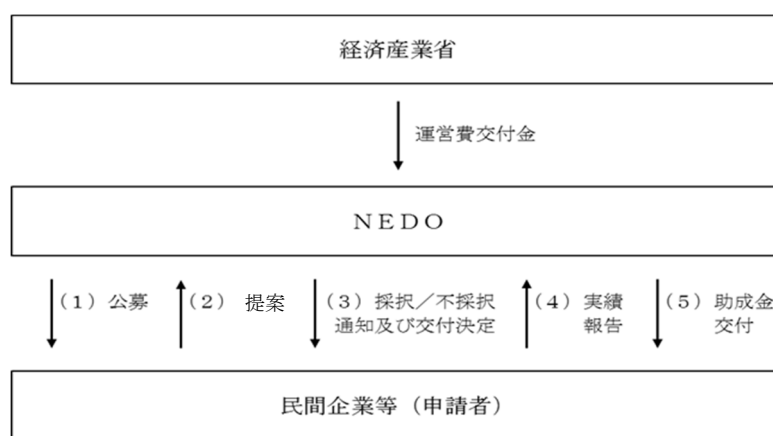 経済産業省
運営費交付金
NEDO
(1) 公募
(2) 提案
(3) 採択／不採択
通知及び交付決定
(4) 実績
報告
(5) 助成金
交付
民間企業等（申請者）